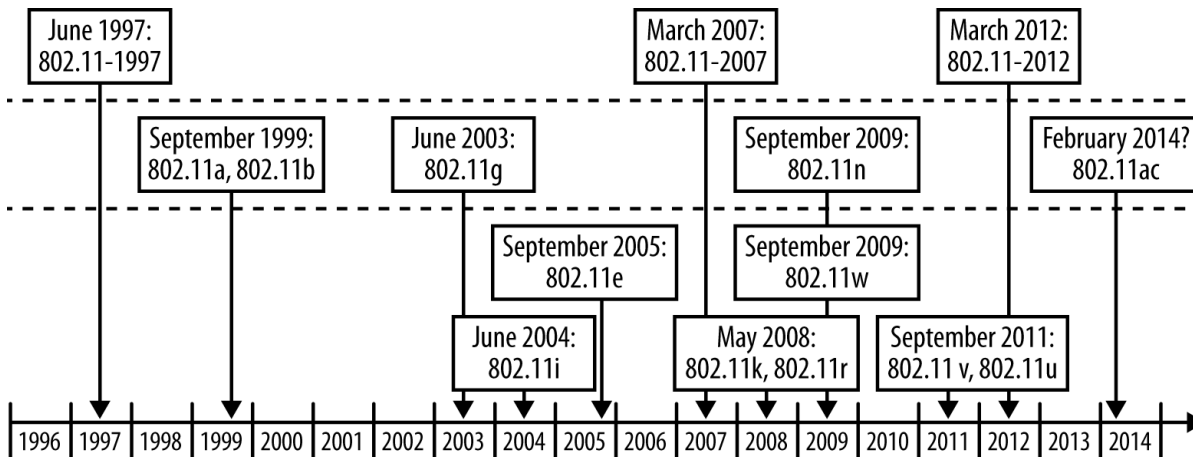 June 1997:
802.11-1997
March 2007:
802.11-2007
March 2012:
802.11-2012
September 1999:
802.11a, 802.11b
June 2003:
802.11g
September 2009:
802.11n
February 2014?
802.11ac
September 2005:
802.11e
September 2009:
802.11w
June 2004:
802.11i
May 2008:
802.11k, 802.11r
September 2011:
802.11 v, 802.11u
1996 1997 1998 1999 2000 2001 2002 2003 2004 2005 2006 2007 2008 2009 2010 2011 2012 2013 2014